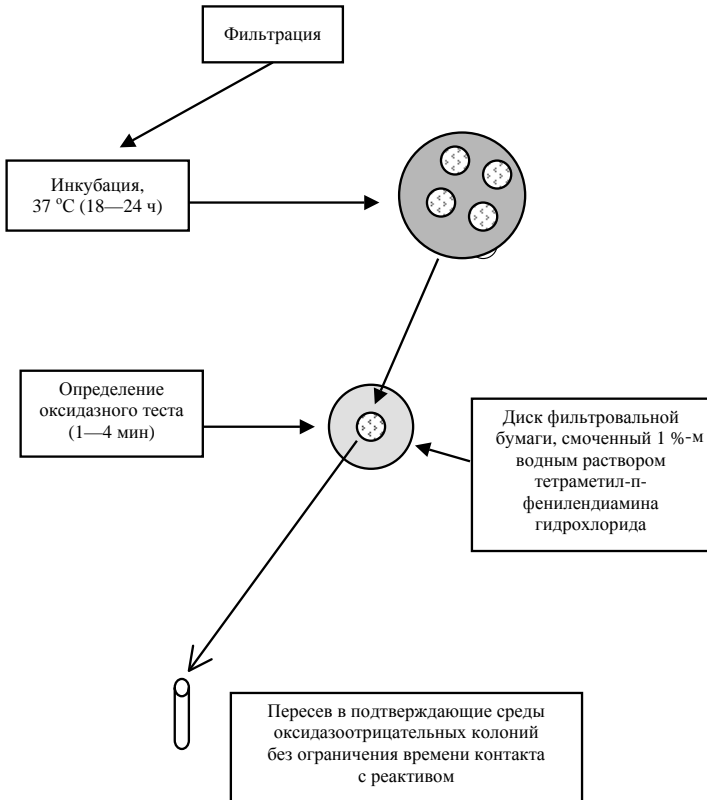 Фильтрация
Инкубация,
37 °С (18—24 ч)
Определение
оксидазного теста
(1—4 мин)
Диск фильтровальной
бумаги, смоченный 1 %-м
водным раствором
тетраметил-п-
фенилендиамина
гидрохлорида
Пересев в подтверждающие среды
оксидазоотрицательных колоний
без ограничения времени контакта
с реактивом